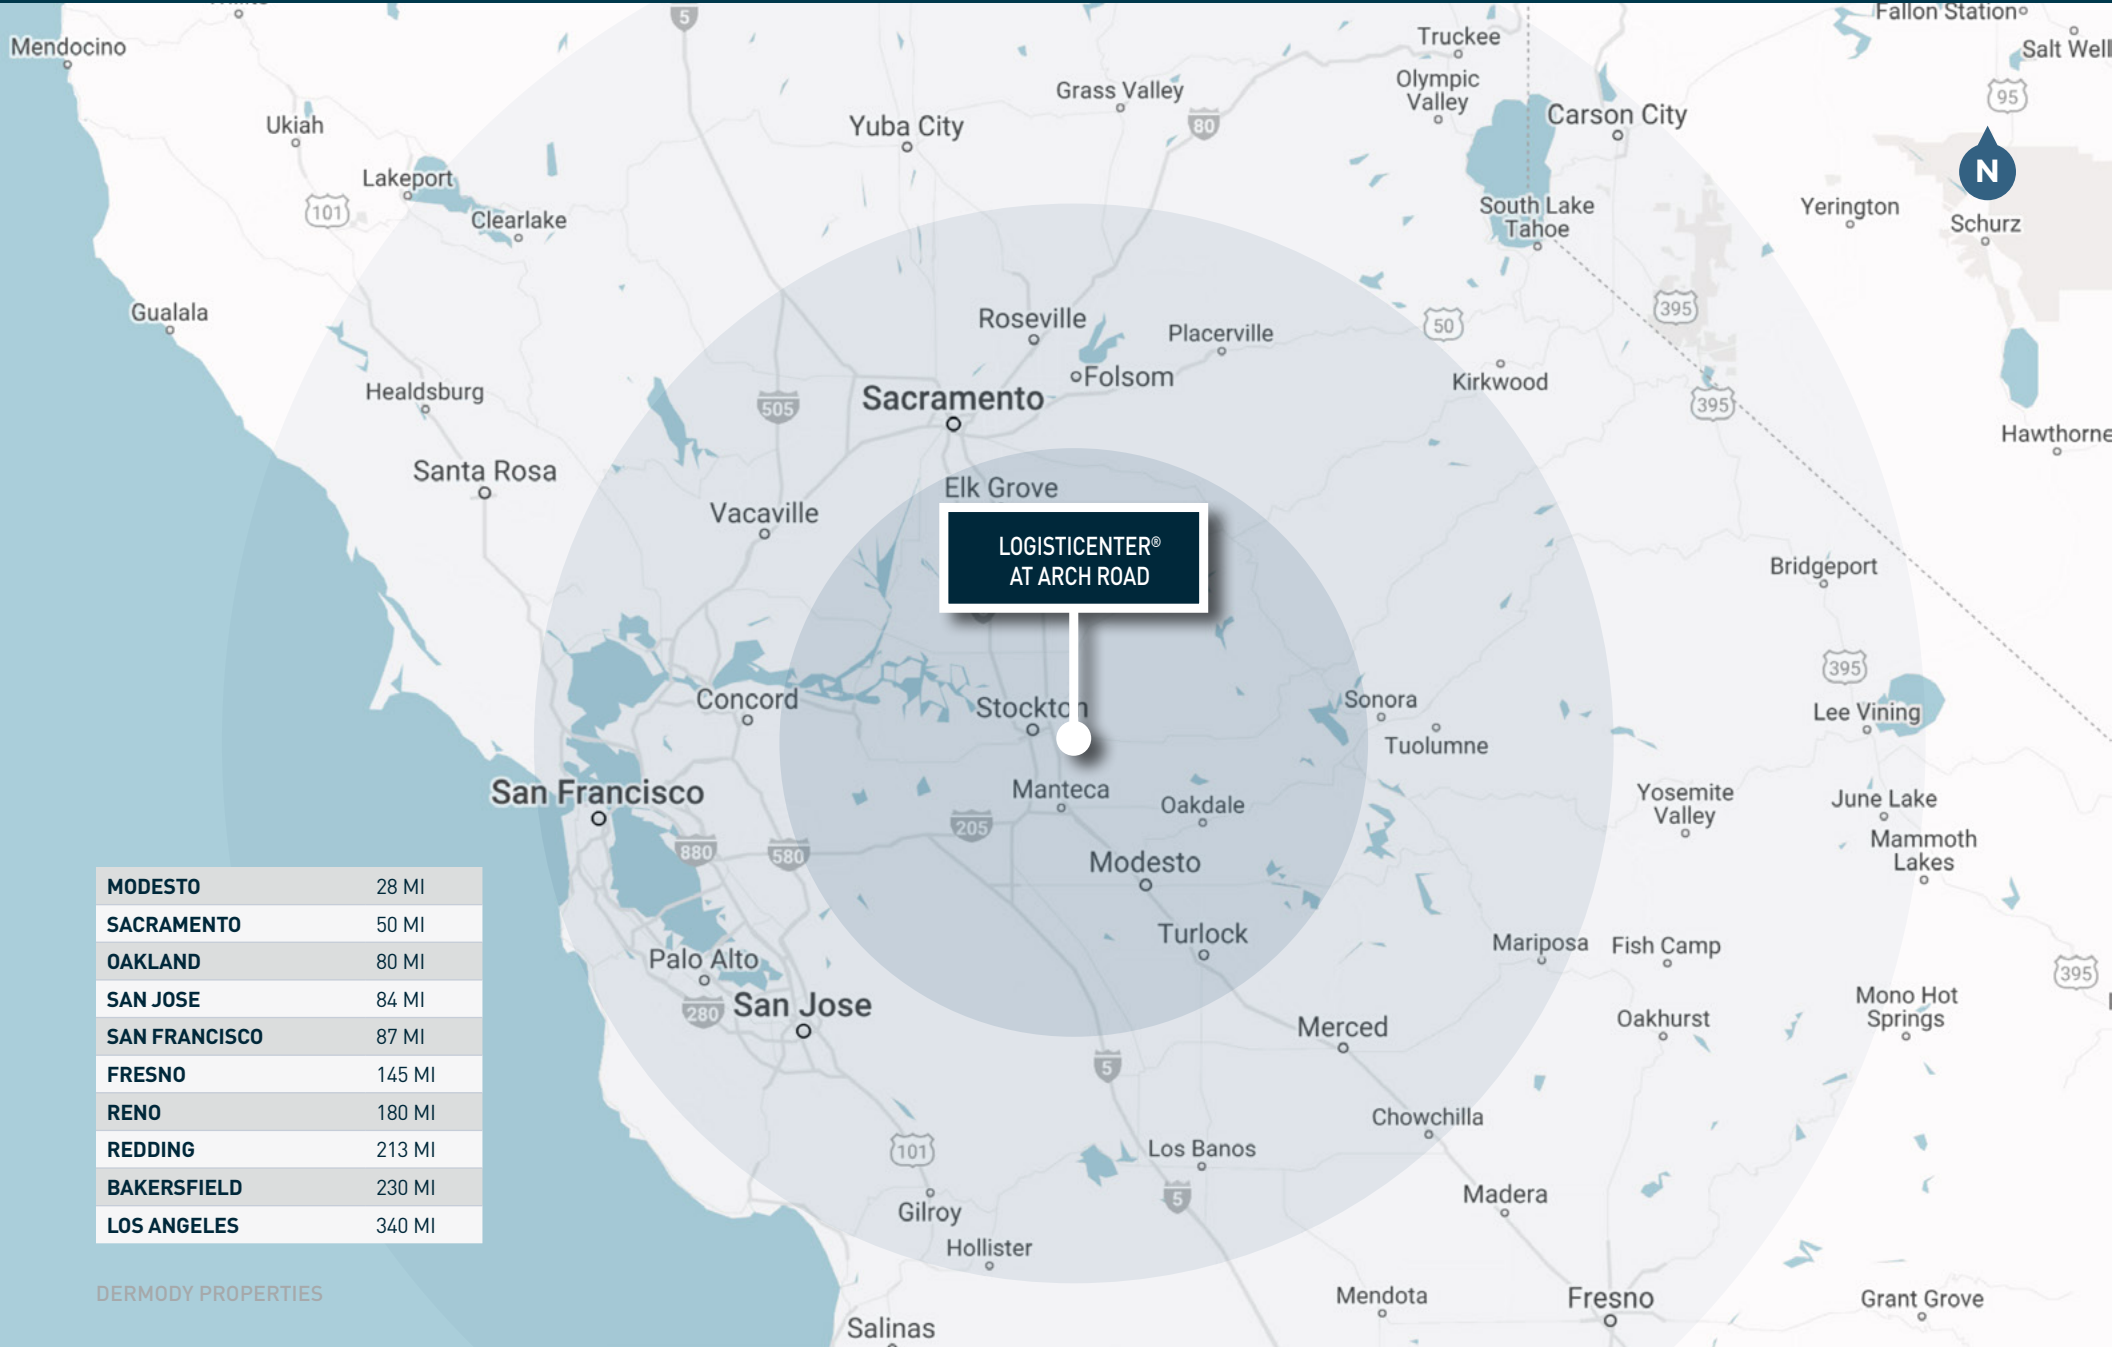 Mendocino
Fallon Station
Salt Well
Truckee
5
Olympic
Valley
Grass Valley
95
80
Carson City
Ukiah
Yuba City
N
Lakeport
101
Clearlake
South Lake
Tahoe
Yerington
Schurz
Gualala
Roseville
Placerville
50
395
Folsom
Kirkwood
Healdsburg
505
Sacramento
395
Hawthorne
Santa Rosa
Elk Grove
Vacaville
LOGISTICENTER®
AT ARCH ROAD
Bridgeport
395
Concord
Stockton
Sonora
Lee Vining
Tuolumne
San Francisco
Manteca
Oakdale
Yosemite
Valley
June Lake
205
Mammoth
Lakes
880
580
Modesto
Turlock
Mariposa
Fish Camp
Palo Alto
395
280
San Jose
Mono Hot
Springs
Merced
Oakhurst
5
Chowchilla
101
Los Banos
5
Madera
Gilroy
Hollister
Mendota
Fresno
Grant Grove
Salinas
MODESTO 28 MI
SACRAMENTO 50 MI
OAKLAND 80 MI
SAN JOSE 84 MI
SAN FRANCISCO 87 MI
FRESNO 145 MI
RENO 180 MI
REDDING 213 MI
BAKERSFIELD 230 MI
LOS ANGELES 340 MI
DERMODY PROPERTIES